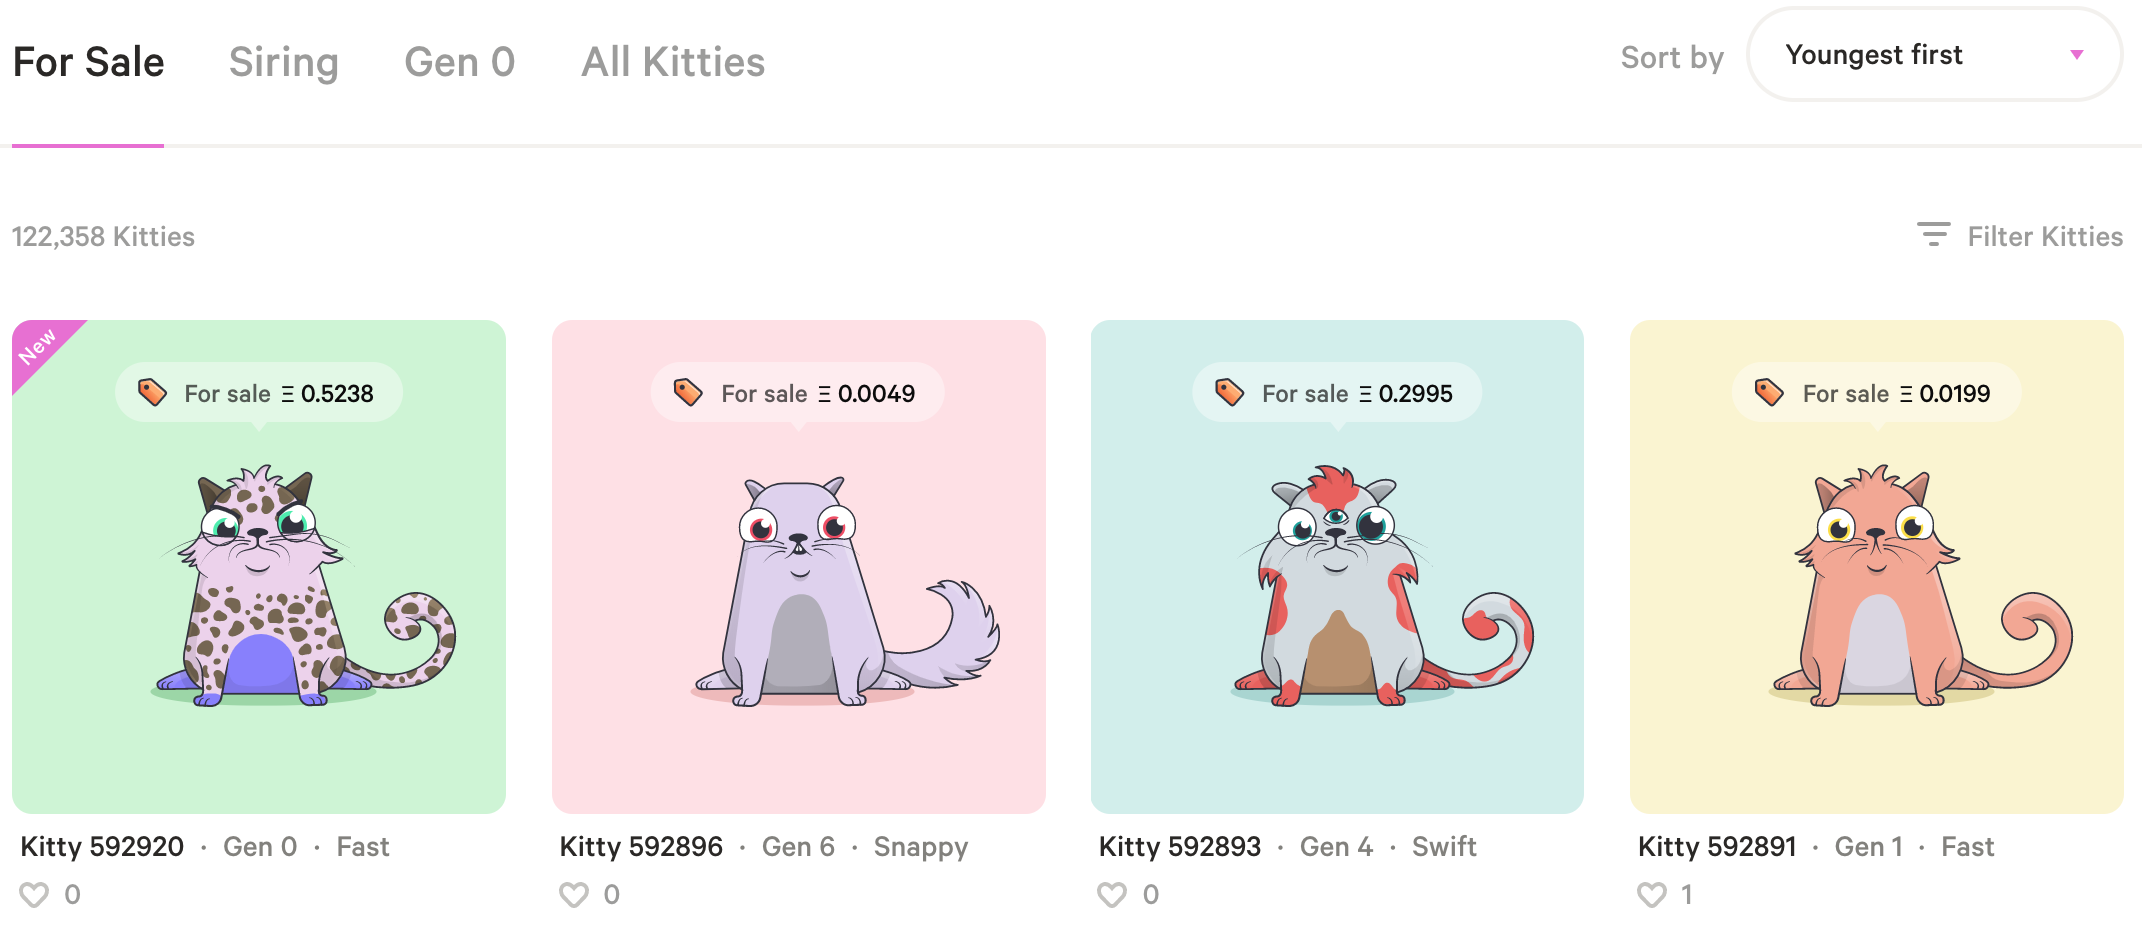 For Sale Siring Gen 0 All Kitties Sort by Youngest first
122,358 Kitties Filter Kitties
New
For sale Ξ 0.5238
For sale Ξ 0.0049
For sale Ξ 0.2995
For sale Ξ 0.0199
Kitty 592920 · Gen 0 · Fast
0
Kitty 592896 · Gen 6 · Snappy
0
Kitty 592893 · Gen 4 · Swift
0
Kitty 592891 · Gen 1 · Fast
1